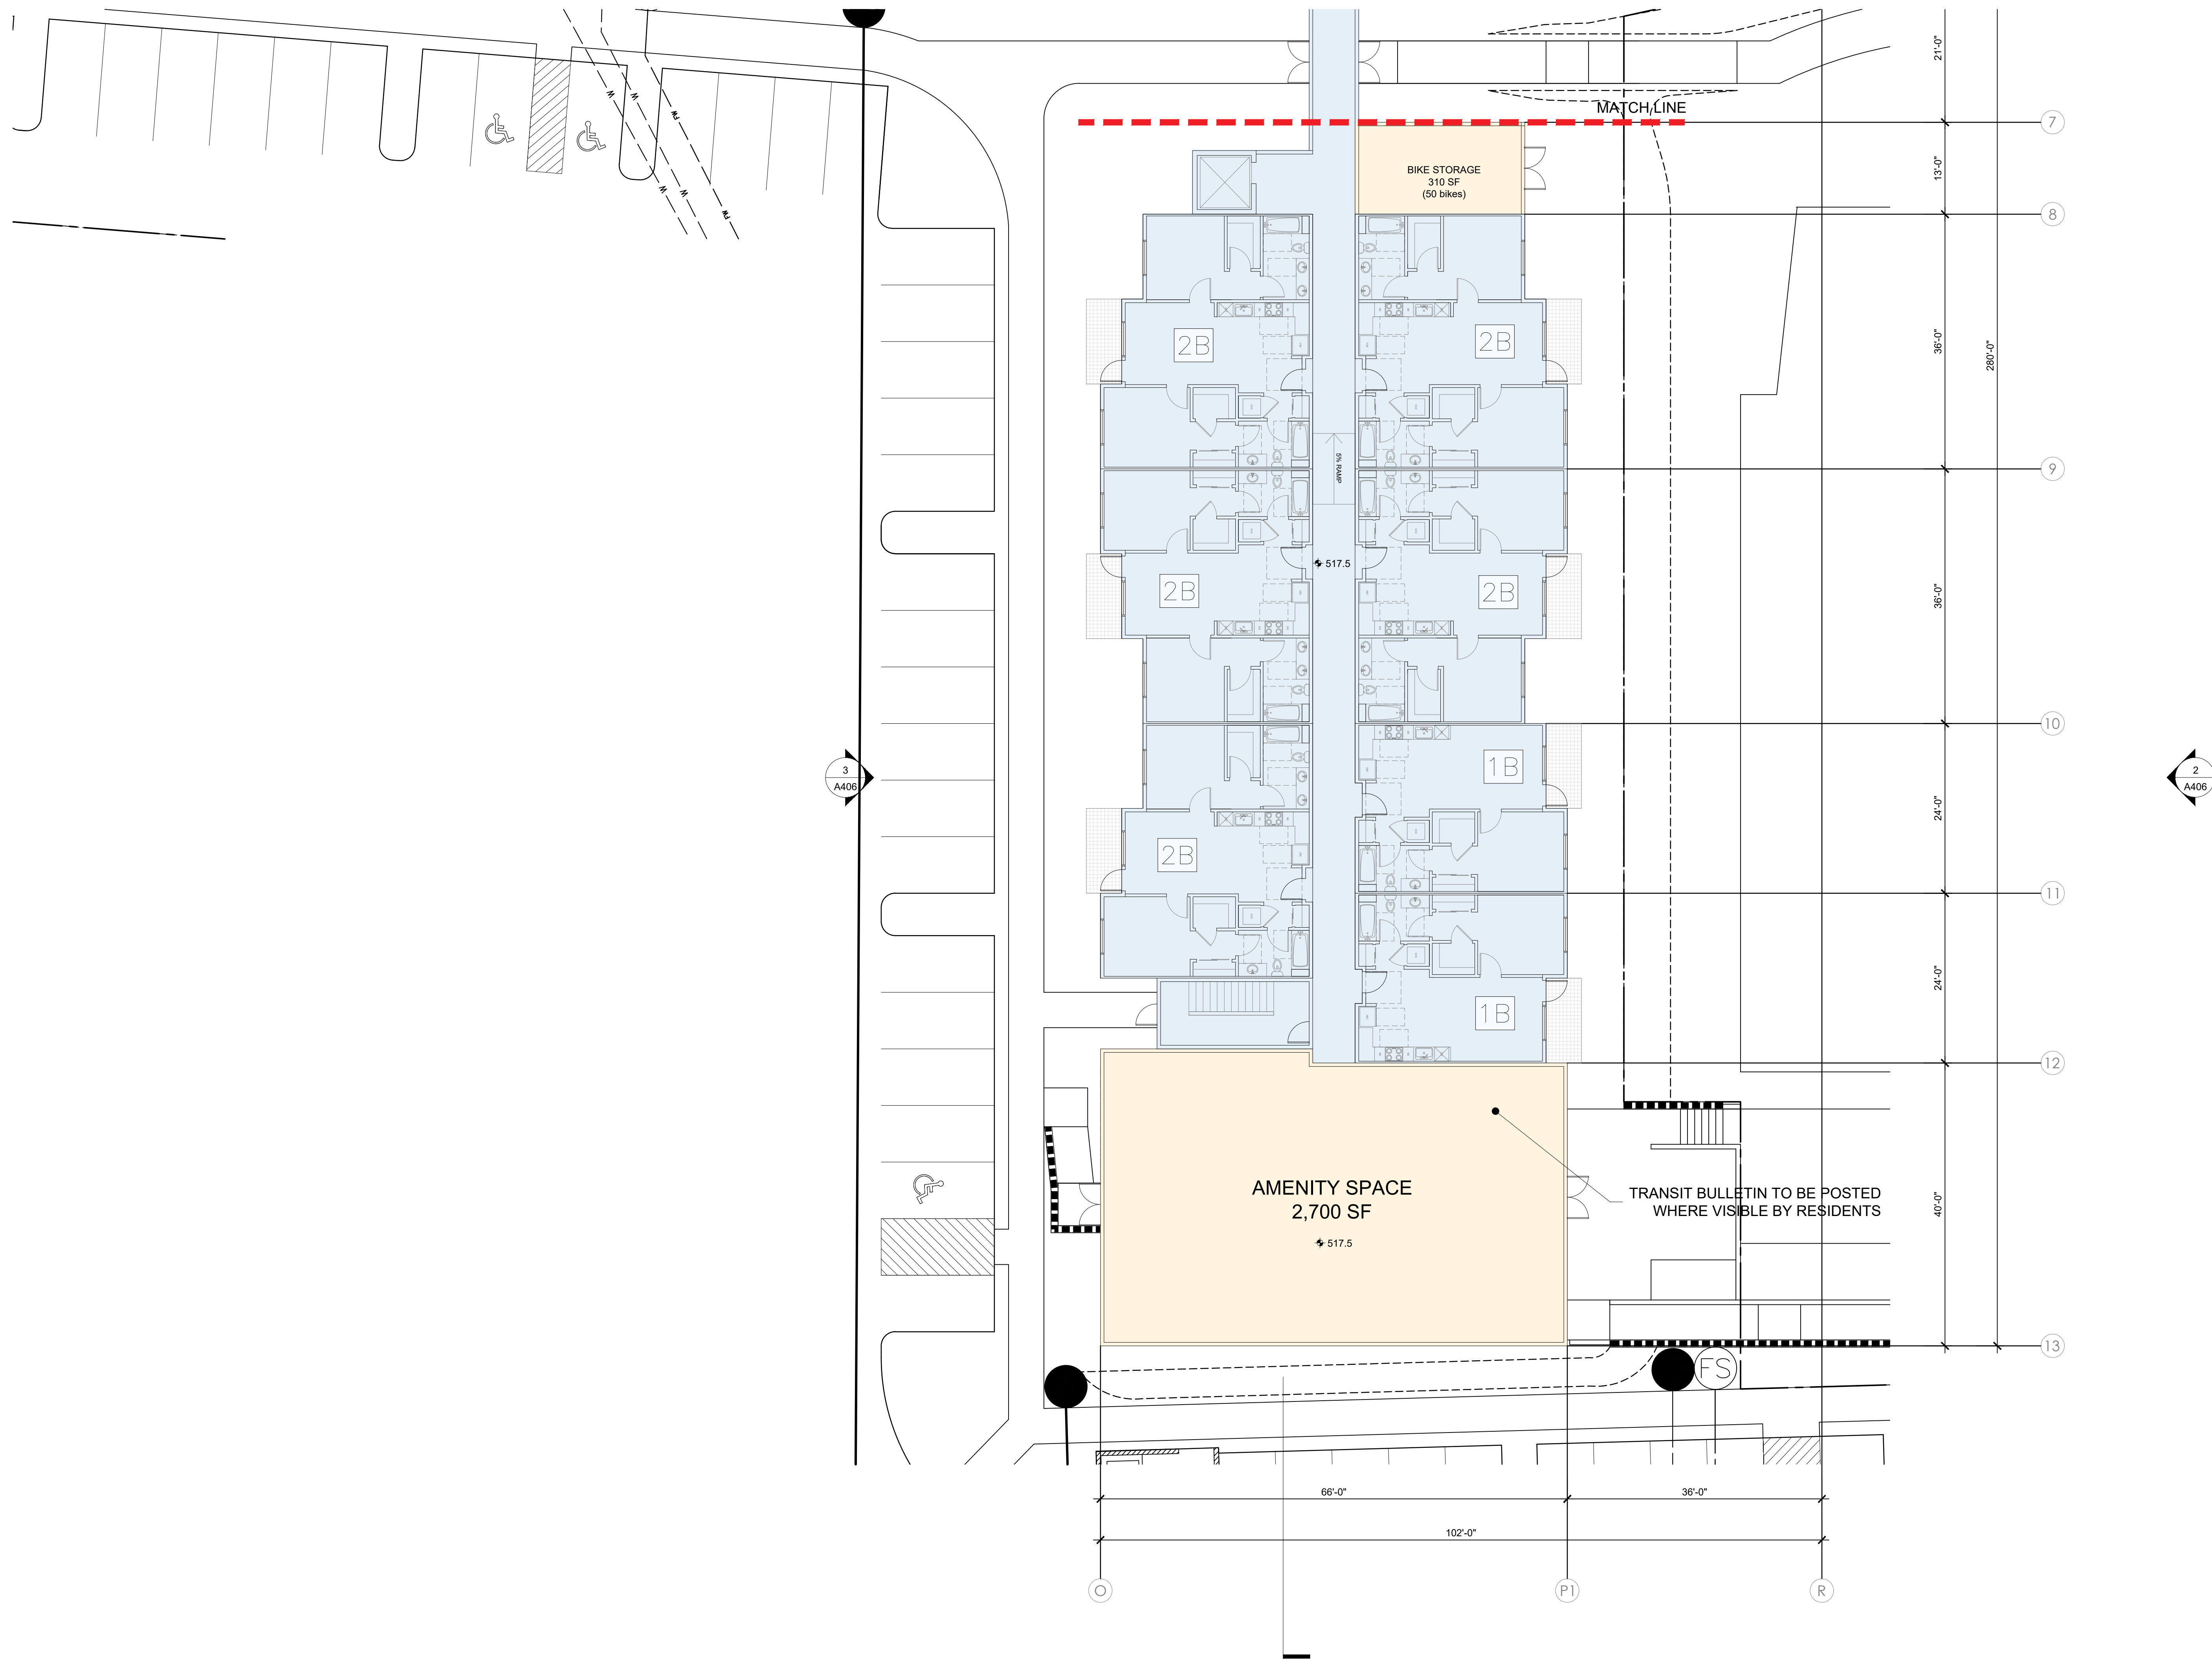 MATCH LINE
21'-0"
W
W
FW
W
W
FW
7
BIKE STORAGE
310 SF
(50 bikes)
13'-0"
8
2B
2B
36'-0"
280'-0"
5% RAMP
9
517.5
2B
2B
36'-0"
10
3
A406
1B
2
A406
24'-0"
2B
11
24'-0"
1B
12
AMENITY SPACE
2,700 SF
517.5
TRANSIT BULLETIN TO BE POSTED
WHERE VISIBLE BY RESIDENTS
40'-0"
13
FS
66'-0"
36'-0"
102'-0"
O
P1
R